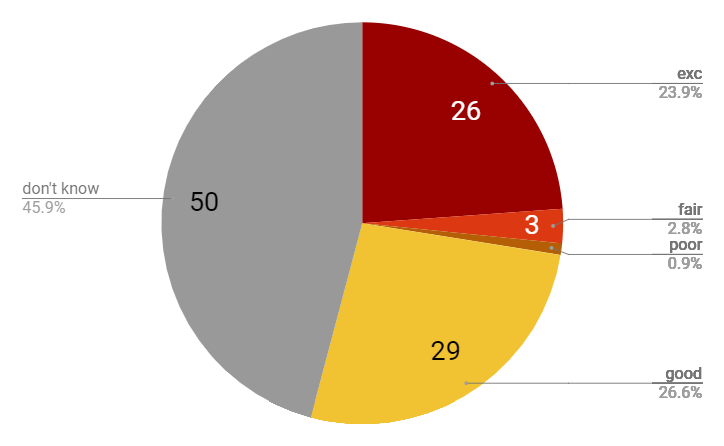 exc
23.9%
26
don't know
45.9%
50
fair
2.8%
3
poor
0.9%
29
good
26.6%